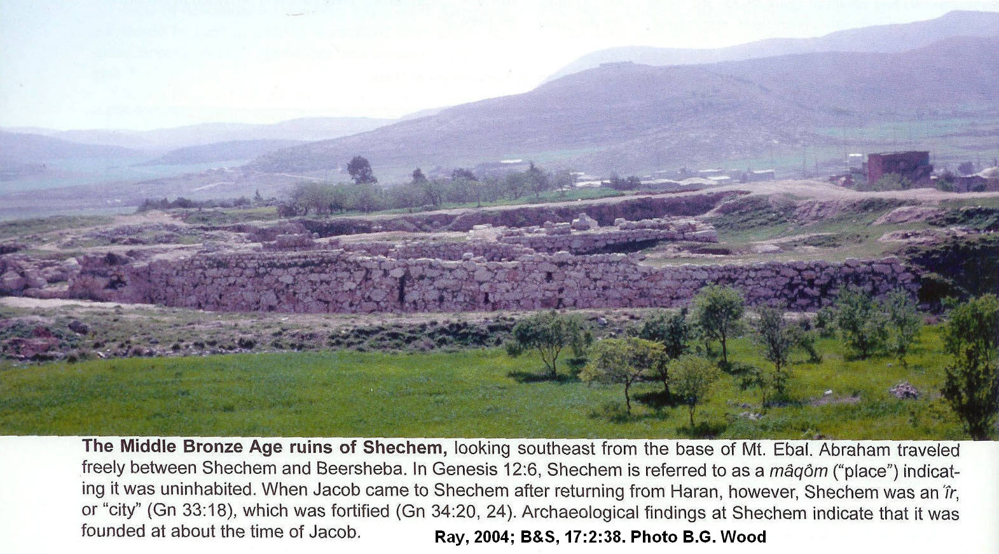 The Middle Bronze Age ruins of Shechem, looking southeast from the base of Mt. Ebal. Abraham traveled
freely between Shechem and Beersheba. In Genesis 12:6, Shechem is referred to as a mâqôm (“place”) indicat-
ing it was uninhabited. When Jacob came to Shechem after returning from Haran, however, Shechem was an ʿîr,
or “city” (Gn 33:18), which was fortified (Gn 34:20, 24). Archaeological findings at Shechem indicate that it was
founded at about the time of Jacob.
Ray, 2004; B&S, 17:2:38. Photo B.G. Wood